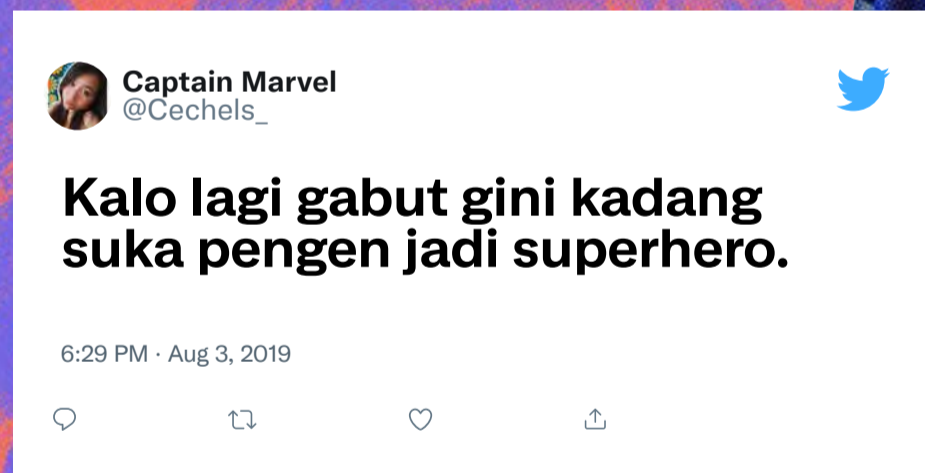 Captain Marvel
@Cechels_
Kalo lagi gabut gini kadang
suka pengen jadi superhero.
6:29 PM · Aug 3, 2019